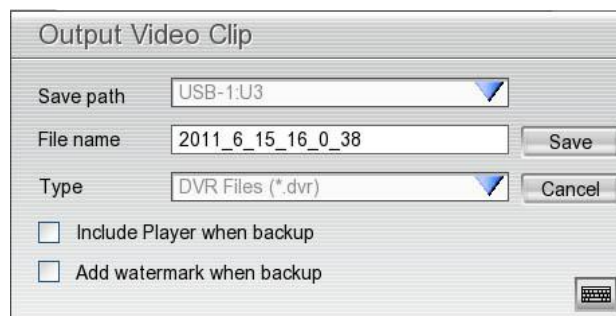 Output Video Clip
Save path USB-1:U3
File name 2011_6_15_16_0_38 Save
Type DVR Files (*.dvr) Cancel
Include Player when backup
Add watermark when backup